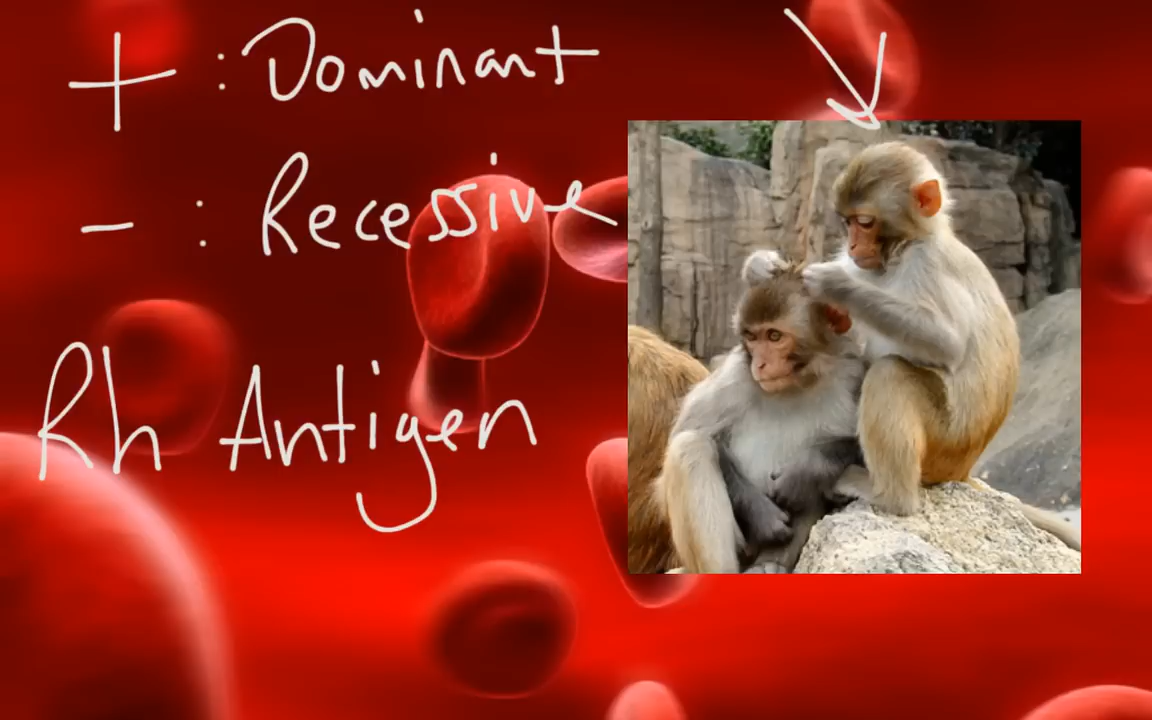 + : Dominant
- : Recessive
Rh Antigen